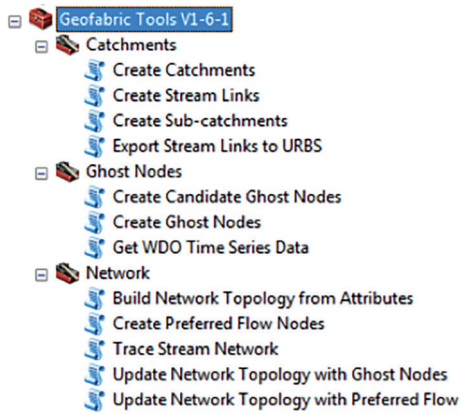 Geofabric Tools V1-6-1
Catchments
Create Catchments
Create Stream Links
Create Sub-catchments
Export Stream Links to URBS
Ghost Nodes
Create Candidate Ghost Nodes
Create Ghost Nodes
Get WDO Time Series Data
Network
Build Network Topology from Attributes
Create Preferred Flow Nodes
Trace Stream Network
Update Network Topology with Ghost Nodes
Update Network Topology with Preferred Flow